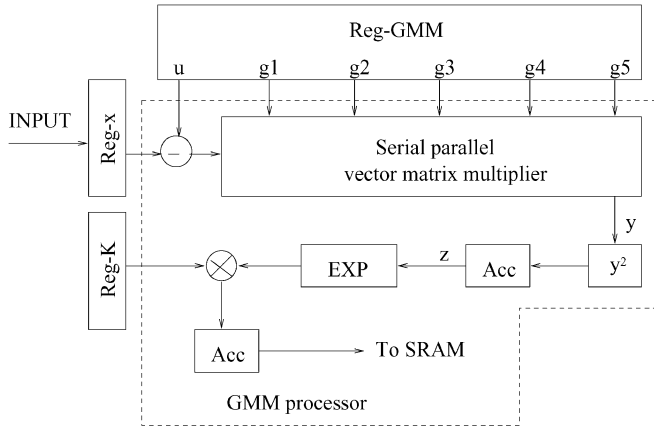 Reg-GMM
u g1 g2 g3 g4 g5
INPUT
Reg-x
−
Serial parallel
vector matrix multiplier
y
Reg-K
EXP
z
Acc
y²
Acc
To SRAM
GMM processor